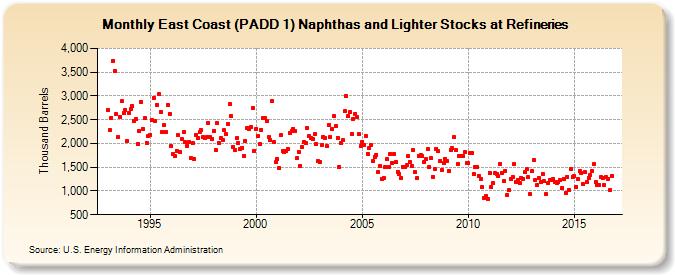 Monthly East Coast (PADD 1) Naphthas and Lighter Stocks at Refineries
Thousand Barrels
4,000
3,500
3,000
2,500
2,000
1,500
1,000
500
1995 2000 2005 2010 2015
Source: U.S. Energy Information Administration